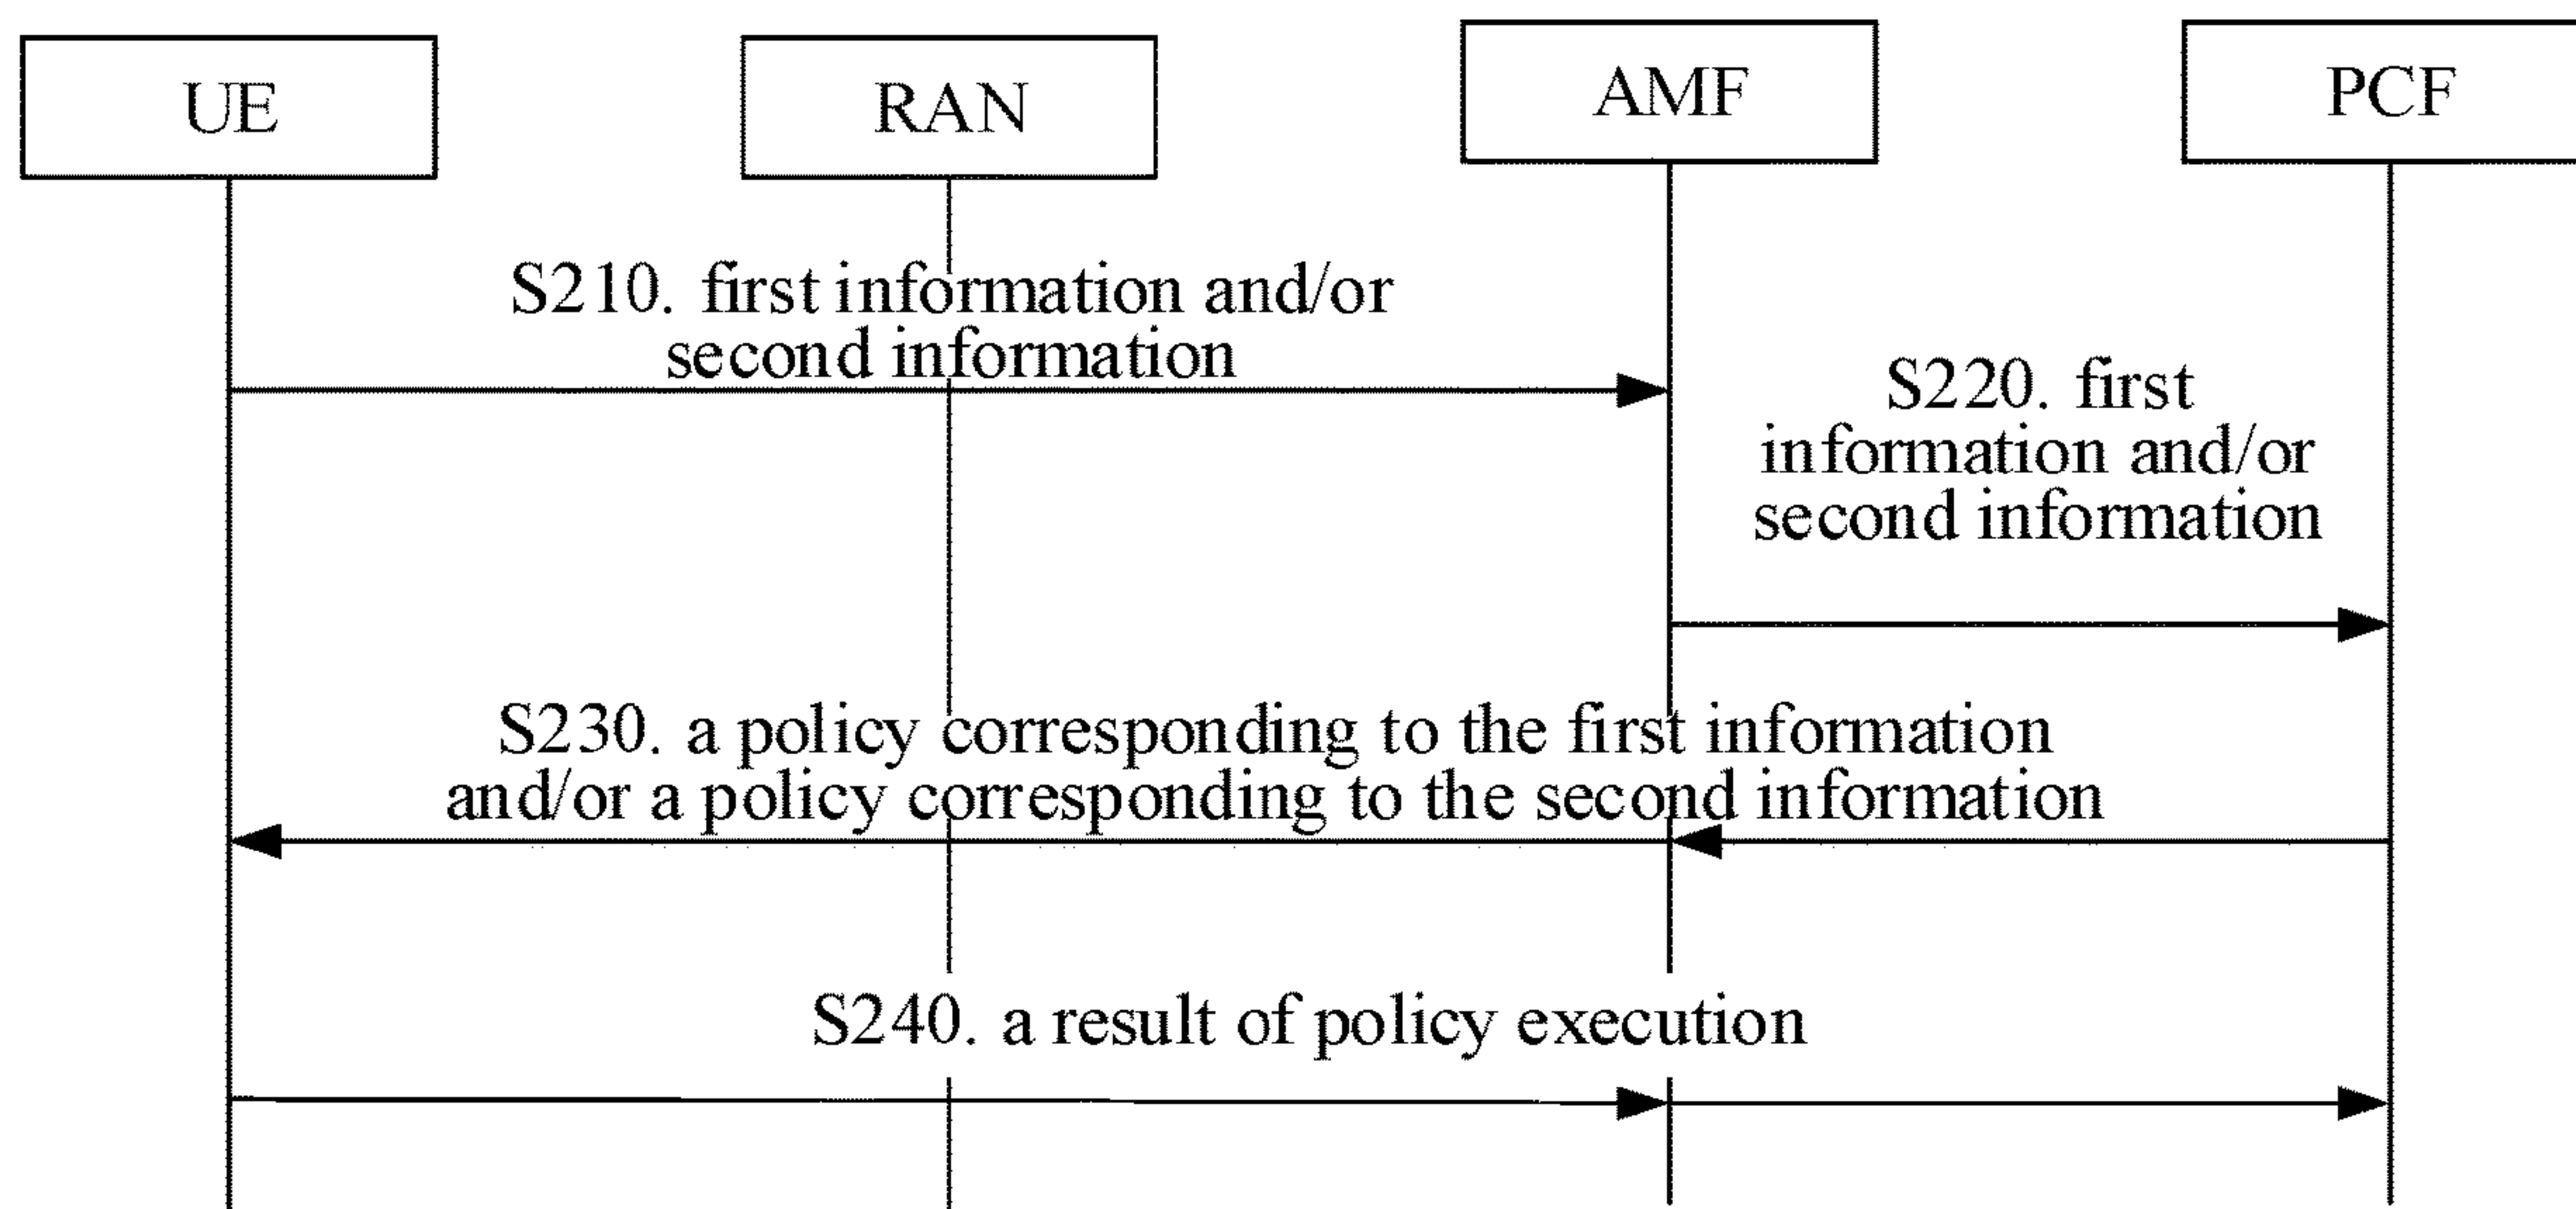 UE
RAN
AMF
PCF
S210. first information and/or
second information
S220. first
information and/or
second information
S230. a policy corresponding to the first information
and/or a policy corresponding to the second information
S240. a result of policy execution